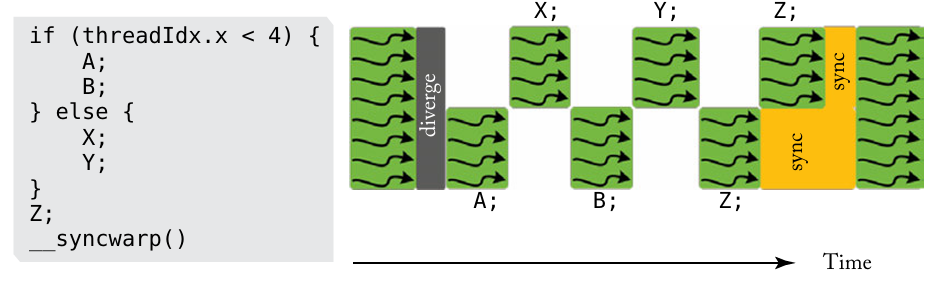 if (threadIdx.x < 4) {
    A;
    B;
} else {
    X;
    Y;
}
Z;
__syncwarp()
X;
Y;
Z;
diverge
sync
sync
A;
B;
Z;
Time